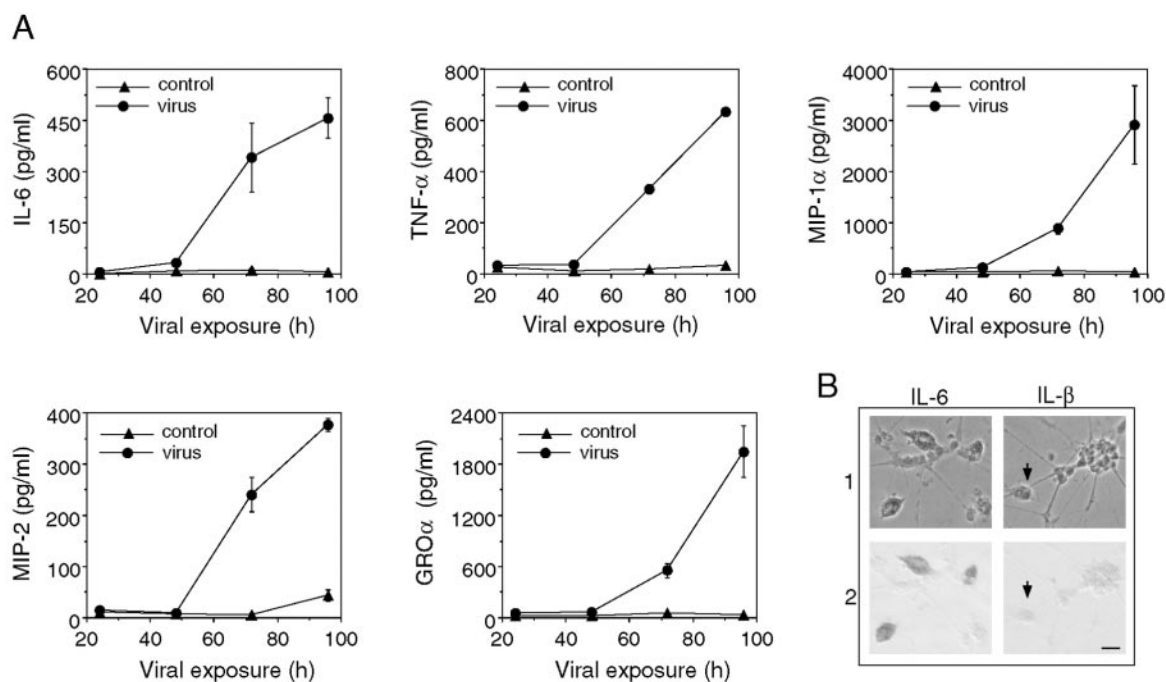 A
IL-6 (pg/ml)
600
450
300
150
0
control
virus
20 40 60 80 100
Viral exposure (h)
TNF-α (pg/ml)
800
600
400
200
0
control
virus
20 40 60 80 100
Viral exposure (h)
MIP-1α (pg/ml)
4000
3000
2000
1000
0
control
virus
20 40 60 80 100
Viral exposure (h)
MIP-2 (pg/ml)
400
300
200
100
0
control
virus
20 40 60 80 100
Viral exposure (h)
GROα (pg/ml)
2400
1800
1200
600
0
control
virus
20 40 60 80 100
Viral exposure (h)
B
IL-6 IL-β
1
2